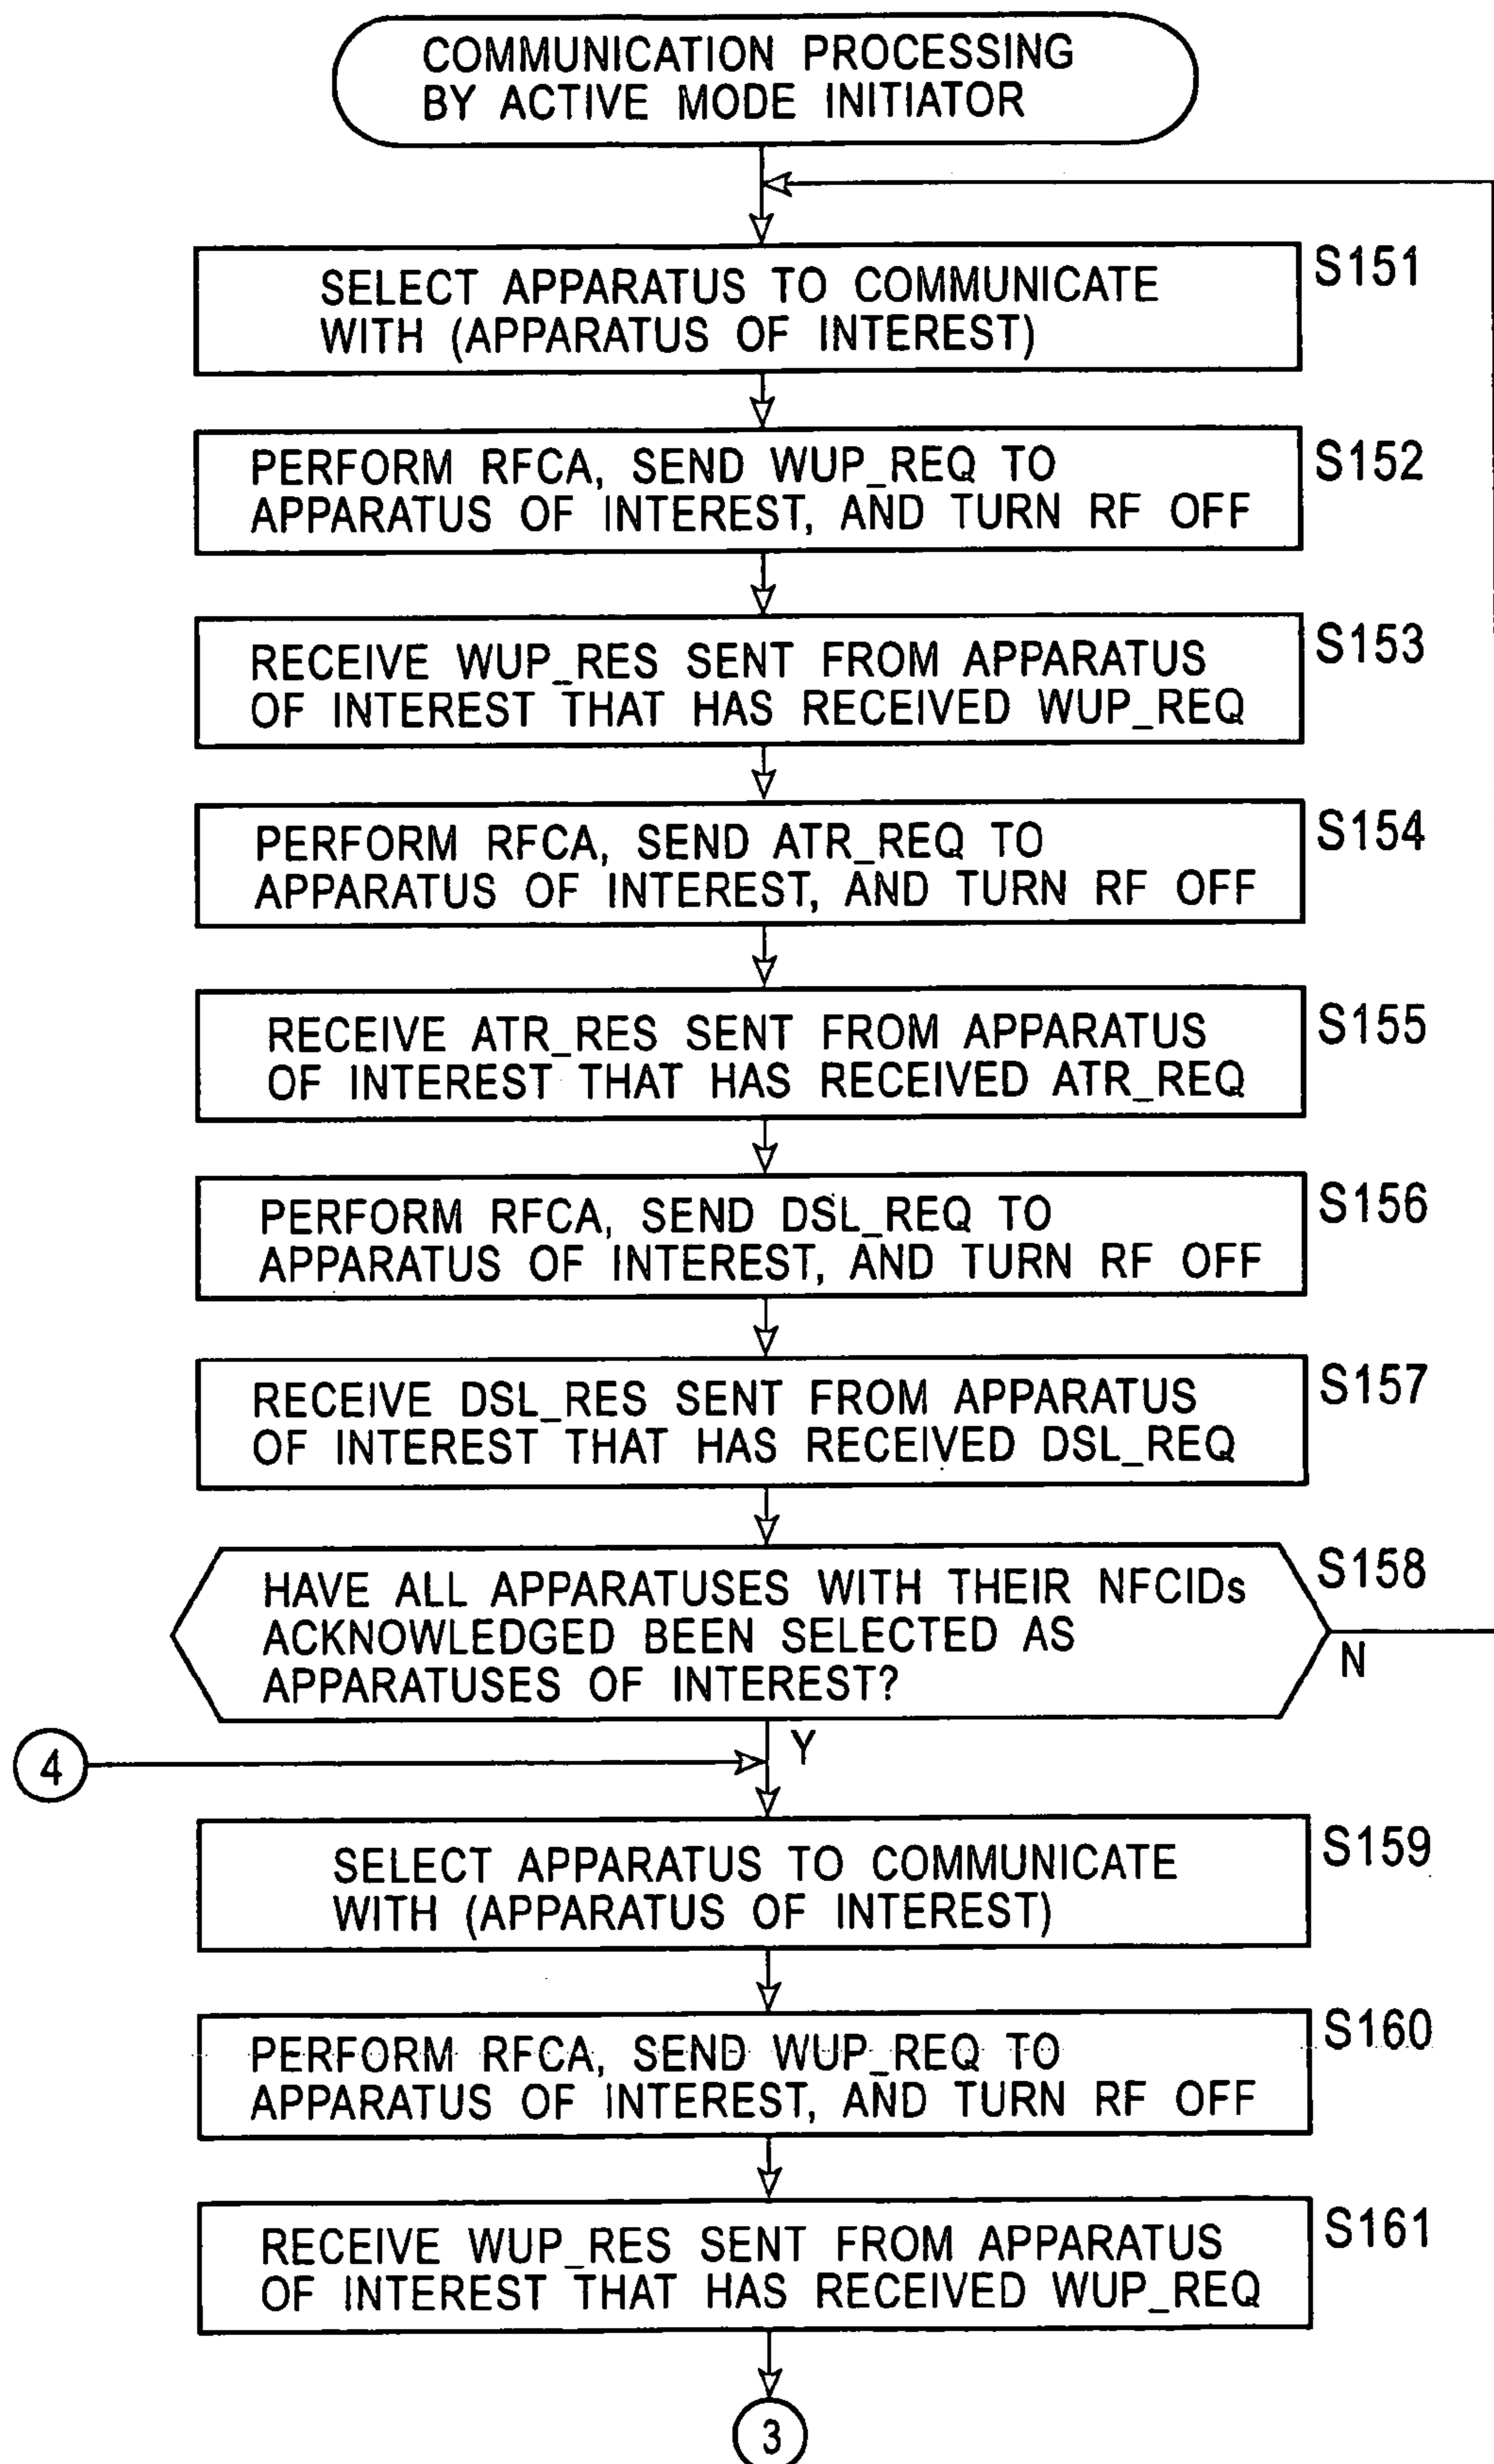 COMMUNICATION PROCESSING
BY ACTIVE MODE INITIATOR
SELECT APPARATUS TO COMMUNICATE
WITH (APPARATUS OF INTEREST)
S151
PERFORM RFCA, SEND WUP_REQ TO
APPARATUS OF INTEREST, AND TURN RF OFF
S152
RECEIVE WUP_RES SENT FROM APPARATUS
OF INTEREST THAT HAS RECEIVED WUP_REQ
S153
PERFORM RFCA, SEND ATR_REQ TO
APPARATUS OF INTEREST, AND TURN RF OFF
S154
RECEIVE ATR_RES SENT FROM APPARATUS
OF INTEREST THAT HAS RECEIVED ATR_REQ
S155
PERFORM RFCA, SEND DSL_REQ TO
APPARATUS OF INTEREST, AND TURN RF OFF
S156
RECEIVE DSL_RES SENT FROM APPARATUS
OF INTEREST THAT HAS RECEIVED DSL_REQ
S157
HAVE ALL APPARATUSES WITH THEIR NFCIDs
ACKNOWLEDGED BEEN SELECTED AS
APPARATUSES OF INTEREST?
S158
N
Y
4
SELECT APPARATUS TO COMMUNICATE
WITH (APPARATUS OF INTEREST)
S159
PERFORM RFCA, SEND WUP_REQ TO
APPARATUS OF INTEREST, AND TURN RF OFF
S160
RECEIVE WUP_RES SENT FROM APPARATUS
OF INTEREST THAT HAS RECEIVED WUP_REQ
S161
3